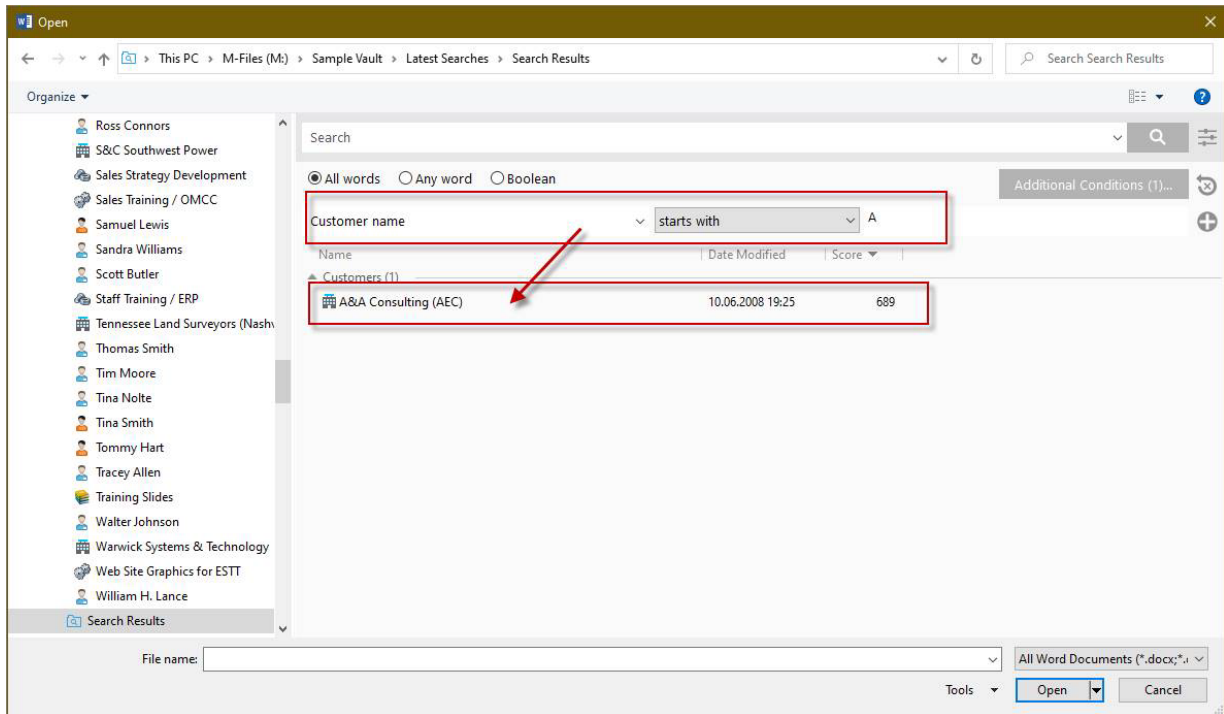 Open
This PC > M-Files (M:) > Sample Vault > Latest Searches > Search Results
Search Search Results
Organize
Ross Connors
S&C Southwest Power
Sales Strategy Development
Sales Training / OMCC
Samuel Lewis
Sandra Williams
Scott Butler
Staff Training / ERP
Tennessee Land Surveyors (Nashv
Thomas Smith
Tim Moore
Tina Nolte
Tina Smith
Tommy Hart
Tracey Allen
Training Slides
Walter Johnson
Warwick Systems & Technology
Web Site Graphics for ESTT
William H. Lance
Search Results
Search
All words Any word Boolean
Additional Conditions (1)...
Customer name starts with A
Name Date Modified Score
Customers (1)
A&A Consulting (AEC) 10.06.2008 19:25 689
File name: All Word Documents (*.docx;*.
Tools Open Cancel